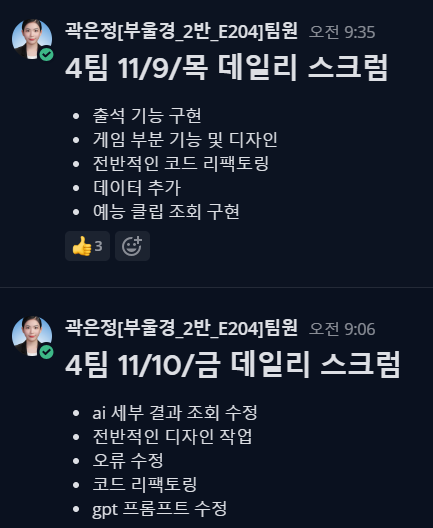 곽은정[부울경_2반_E204]팀원 오전 9:35
4팀 11/9/목 데일리 스크럼
• 출석 기능 구현
• 게임 부분 기능 및 디자인
• 전반적인 코드 리팩토링
• 데이터 추가
• 예능 클립 조회 구현
👍 3
곽은정[부울경_2반_E204]팀원 오전 9:06
4팀 11/10/금 데일리 스크럼
• ai 세부 결과 조회 수정
• 전반적인 디자인 작업
• 오류 수정
• 코드 리팩토링
• gpt 프롬프트 수정